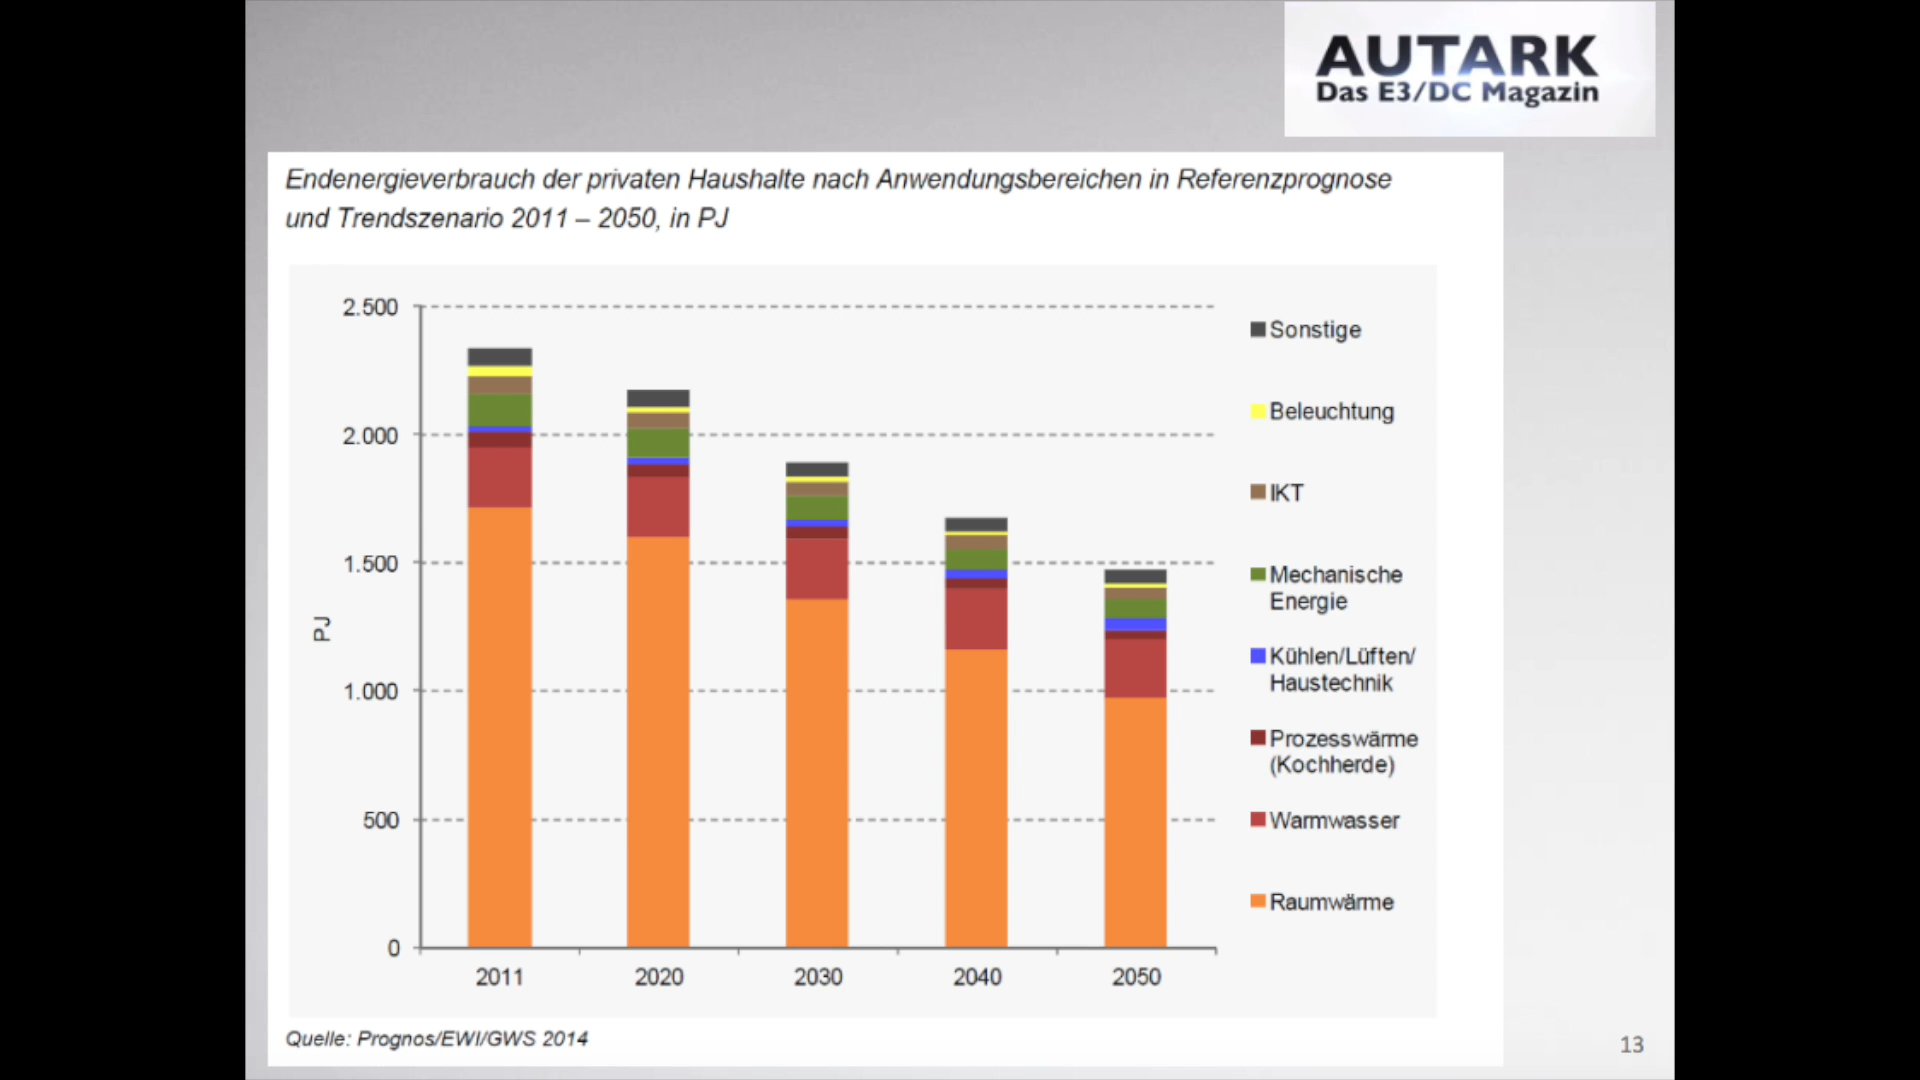 AUTARK
Das E3/DC Magazin
Endenergieverbrauch der privaten Haushalte nach Anwendungsbereichen in Referenzprognose
und Trendszenario 2011 – 2050, in PJ
2.500
2.000
1.500
1.000
500
0
PJ
2011 2020 2030 2040 2050
Sonstige
Beleuchtung
IKT
Mechanische
Energie
Kühlen/Lüften/
Haustechnik
Prozesswärme
(Kochherde)
Warmwasser
Raumwärme
Quelle: Prognos/EWI/GWS 2014
13